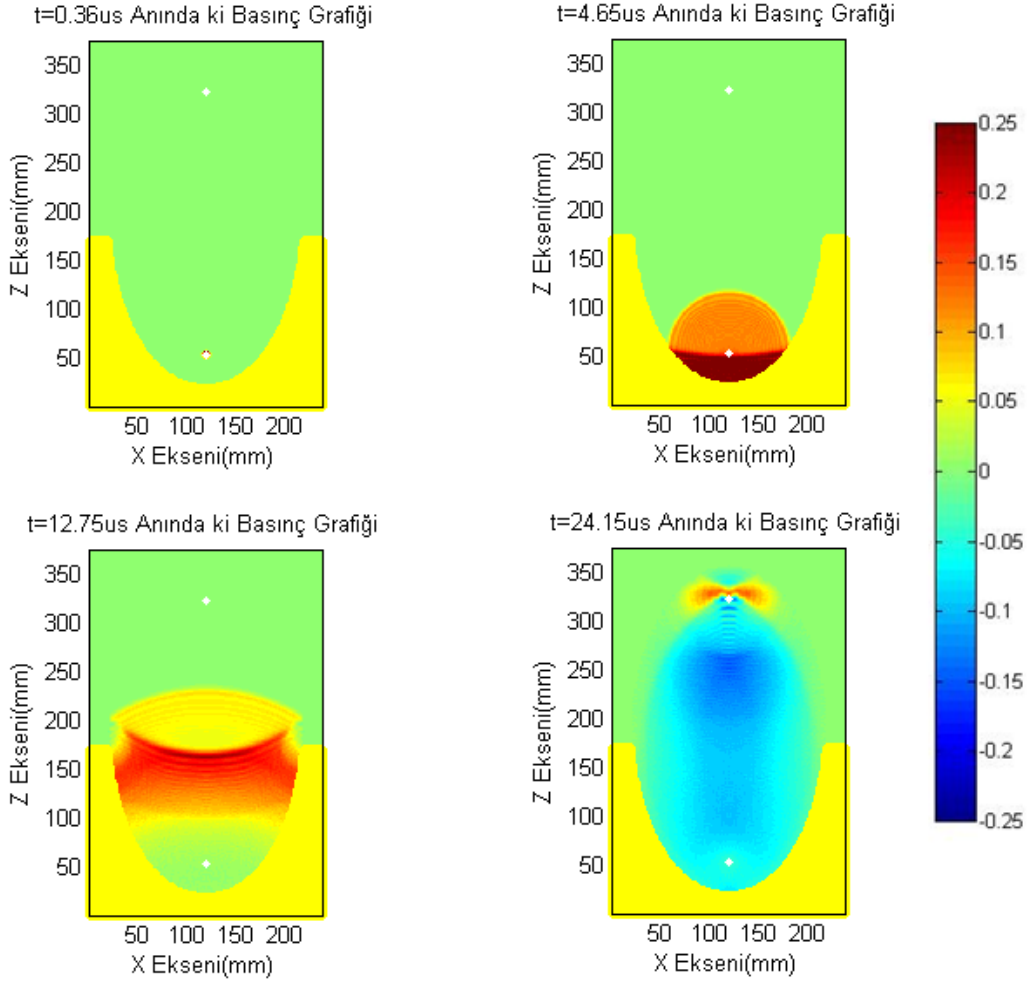 t=0.36us Anında ki Basınç Grafiği
350
300
250
200
150
100
50
Z Ekseni(mm)
50 100 150 200
X Ekseni(mm)
t=4.65us Anında ki Basınç Grafiği
350
300
250
200
150
100
50
Z Ekseni(mm)
50 100 150 200
X Ekseni(mm)
t=12.75us Anında ki Basınç Grafiği
350
300
250
200
150
100
50
Z Ekseni(mm)
50 100 150 200
X Ekseni(mm)
t=24.15us Anında ki Basınç Grafiği
350
300
250
200
150
100
50
Z Ekseni(mm)
50 100 150 200
X Ekseni(mm)
0.25
0.2
0.15
0.1
0.05
0
-0.05
-0.1
-0.15
-0.2
-0.25